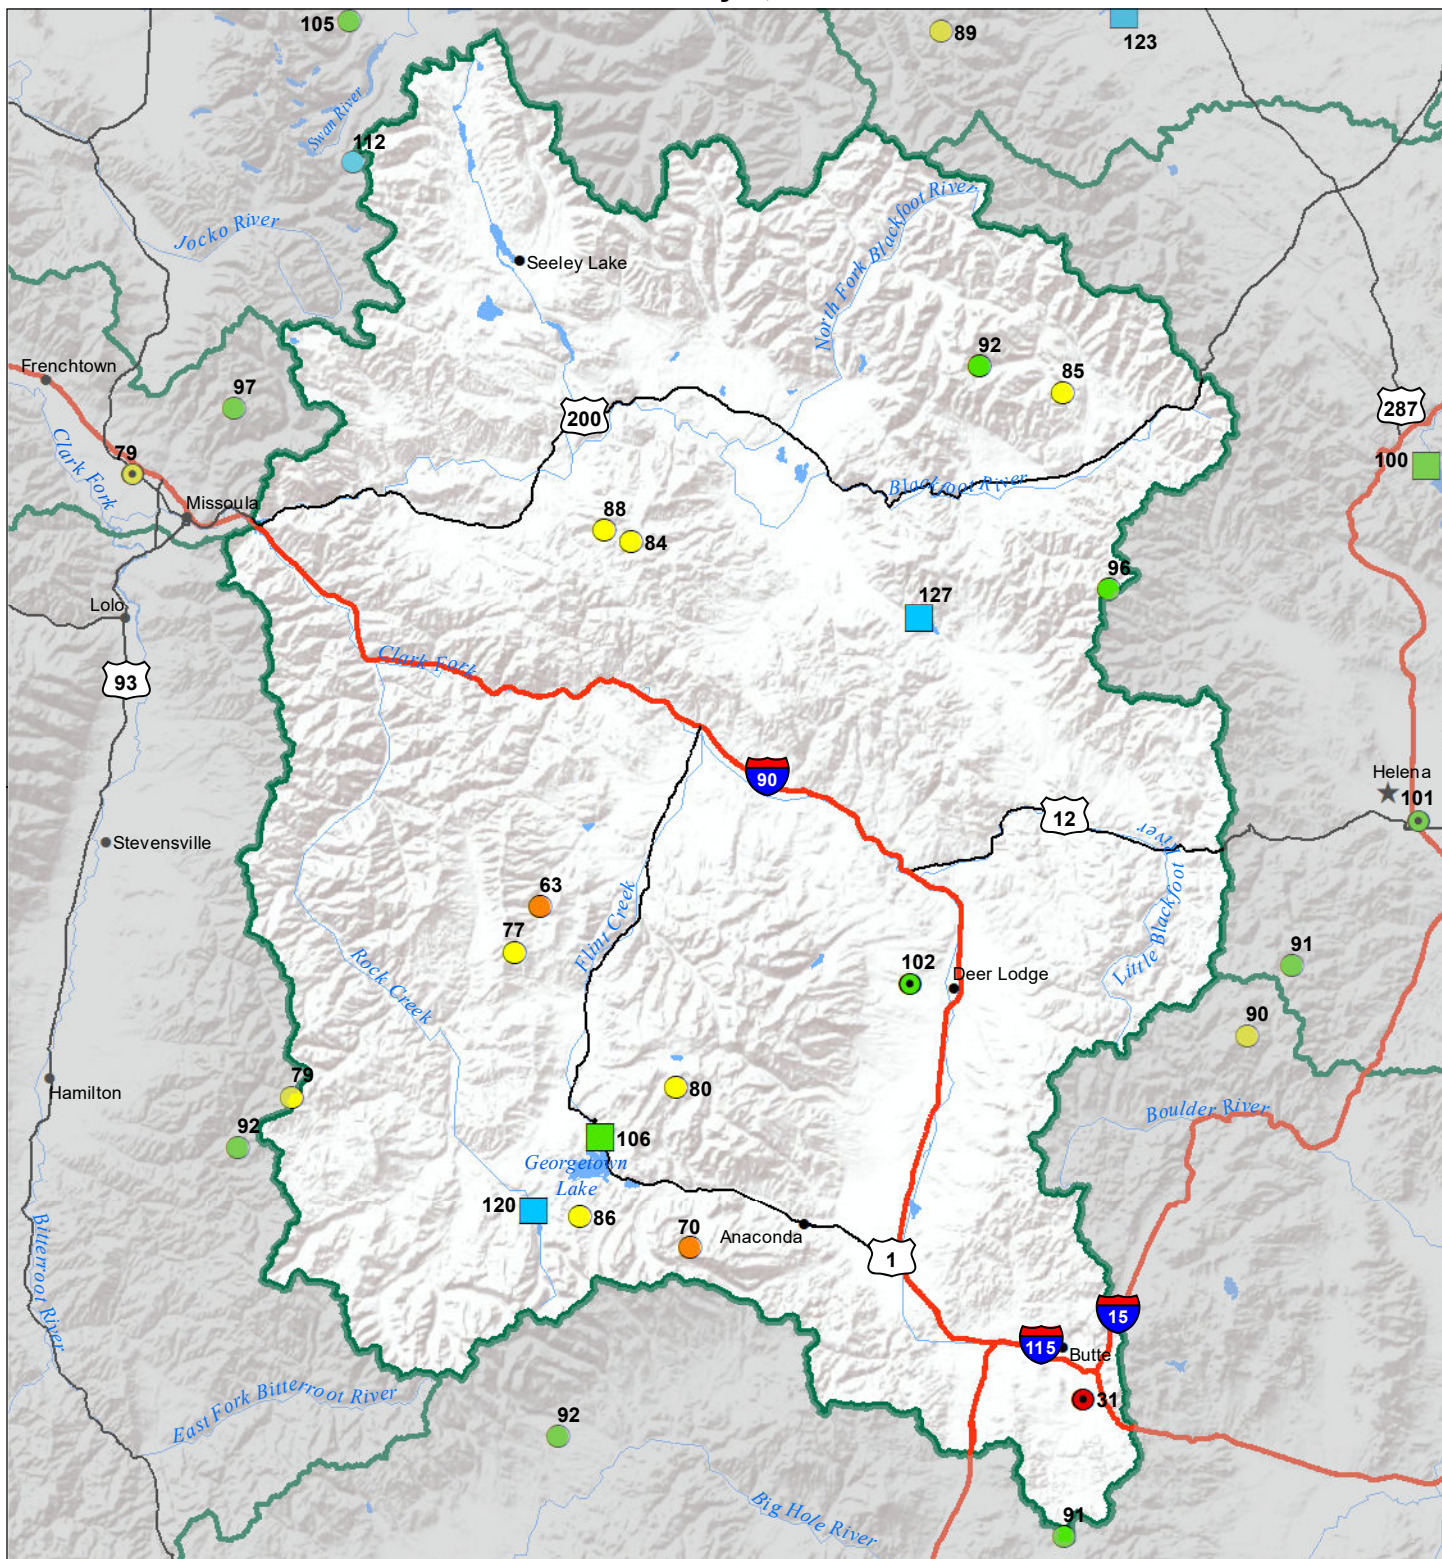 105
89
123
Swan River
112
Jocko River
Seeley Lake
North Fork Blackfoot River
92
85
Frenchtown
97
200
287
79
Clark Fork
100
Missoula
Blackfoot River
88
84
96
127
Lolo
93
Clark Fork
90
Helena
101
12
Stevensville
Little Blackfoot River
63
77
Flint Creek
Rock Creek
102
Deer Lodge
91
90
Hamilton
79
80
92
106
Boulder River
Georgetown
Lake
120
86
70
Anaconda
1
Bitterroot River
15
115
Butte
31
East Fork Bitterroot River
92
Big Hole River
91